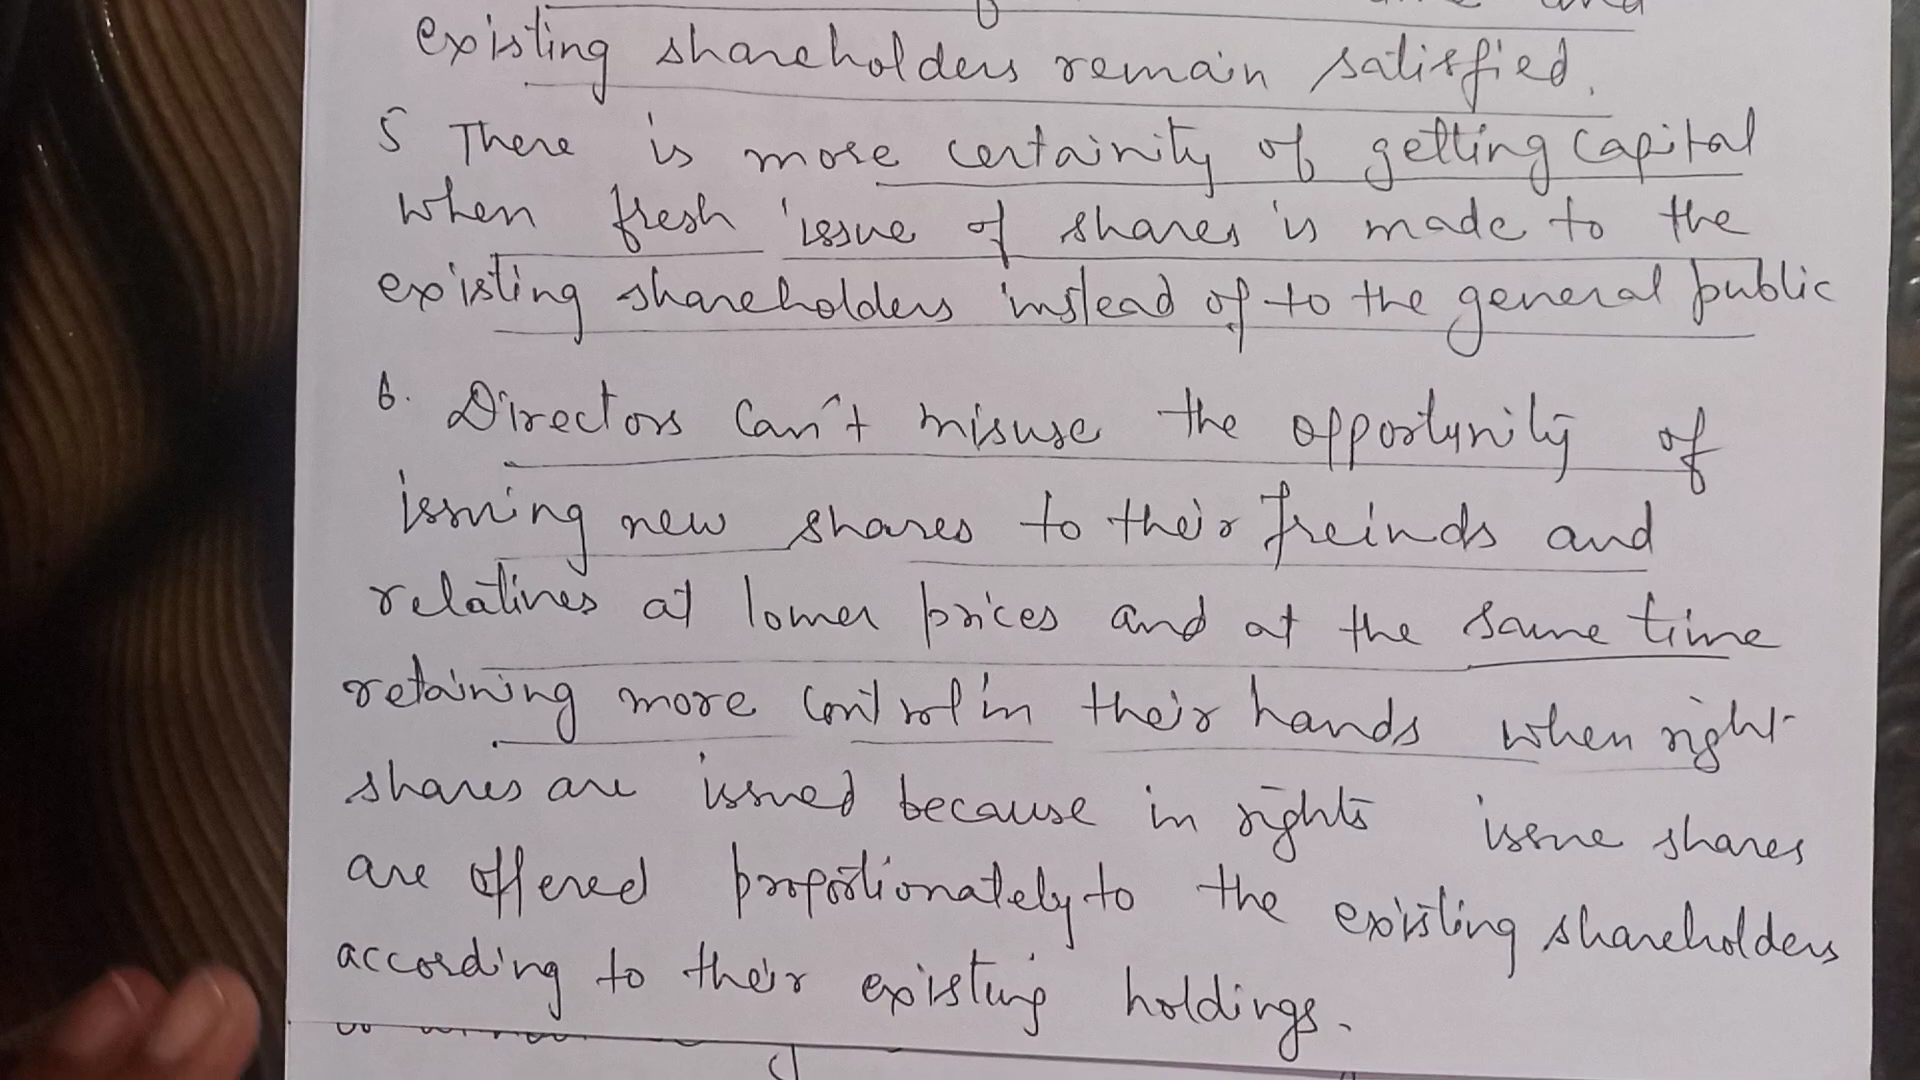 existing shareholders remain satisfied.
5 There is more certainity of getting capital
when fresh issue of shares is made to the
existing shareholders instead of to the general public
6. Directors can't misuse the opportunity of
issuing new shares to their freinds and
relatives at lower prices and at the same time
retaining more control in their hands when right
shares are issued because in rights issue shares
are offered proportionately to the existing shareholders
according to their existing holdings.